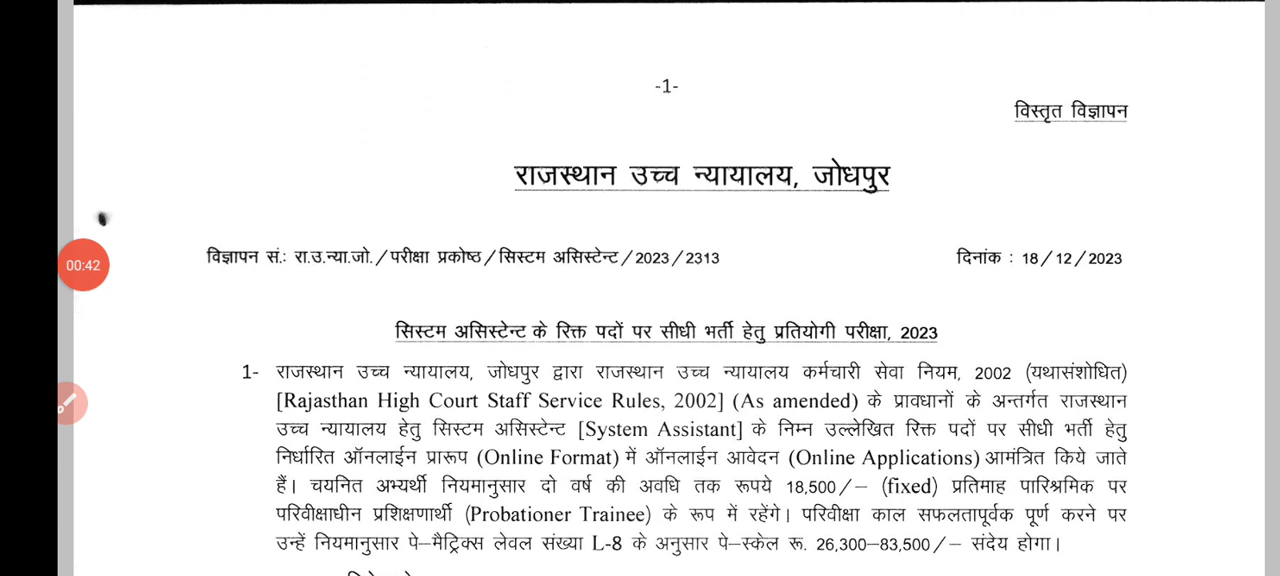 -1-
विस्तृत विज्ञापन
राजस्थान उच्च न्यायालय, जोधपुर
विज्ञापन सं.: रा.उ.न्या.जो./परीक्षा प्रकोष्ठ/सिस्टम असिस्टेन्ट/2023/2313 दिनांक : 18/12/2023
00:42
सिस्टम असिस्टेन्ट के रिक्त पदों पर सीधी भर्ती हेतु प्रतियोगी परीक्षा, 2023
1- राजस्थान उच्च न्यायालय, जोधपुर द्वारा राजस्थान उच्च न्यायालय कर्मचारी सेवा नियम, 2002 (यथासंशोधित)
[Rajasthan High Court Staff Service Rules, 2002] (As amended) के प्रावधानों के अन्तर्गत राजस्थान
उच्च न्यायालय हेतु सिस्टम असिस्टेन्ट [System Assistant] के निम्न उल्लेखित रिक्त पदों पर सीधी भर्ती हेतु
निर्धारित ऑनलाईन प्रारूप (Online Format) में ऑनलाईन आवेदन (Online Applications) आमंत्रित किये जाते
हैं। चयनित अभ्यर्थी नियमानुसार दो वर्ष की अवधि तक रूपये 18,500/– (fixed) प्रतिमाह पारिश्रमिक पर
परिवीक्षाधीन प्रशिक्षणार्थी (Probationer Trainee) के रूप में रहेंगे। परिवीक्षा काल सफलतापूर्वक पूर्ण करने पर
उन्हें नियमानुसार पे–मैट्रिक्स लेवल संख्या L-8 के अनुसार पे–स्केल रू. 26,300–83,500/– संदेय होगा।